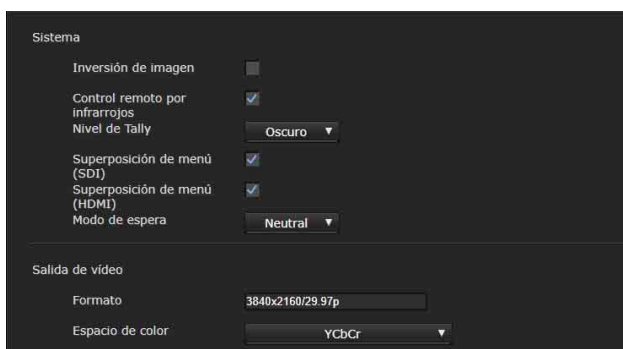 Sistema
Inversión de imagen
Control remoto por
infrarrojos
Nivel de Tally
Oscuro
Superposición de menú
(SDI)
Superposición de menú
(HDMI)
Modo de espera
Neutral
Salida de vídeo
Formato
3840x2160/29.97p
Espacio de color
YCbCr